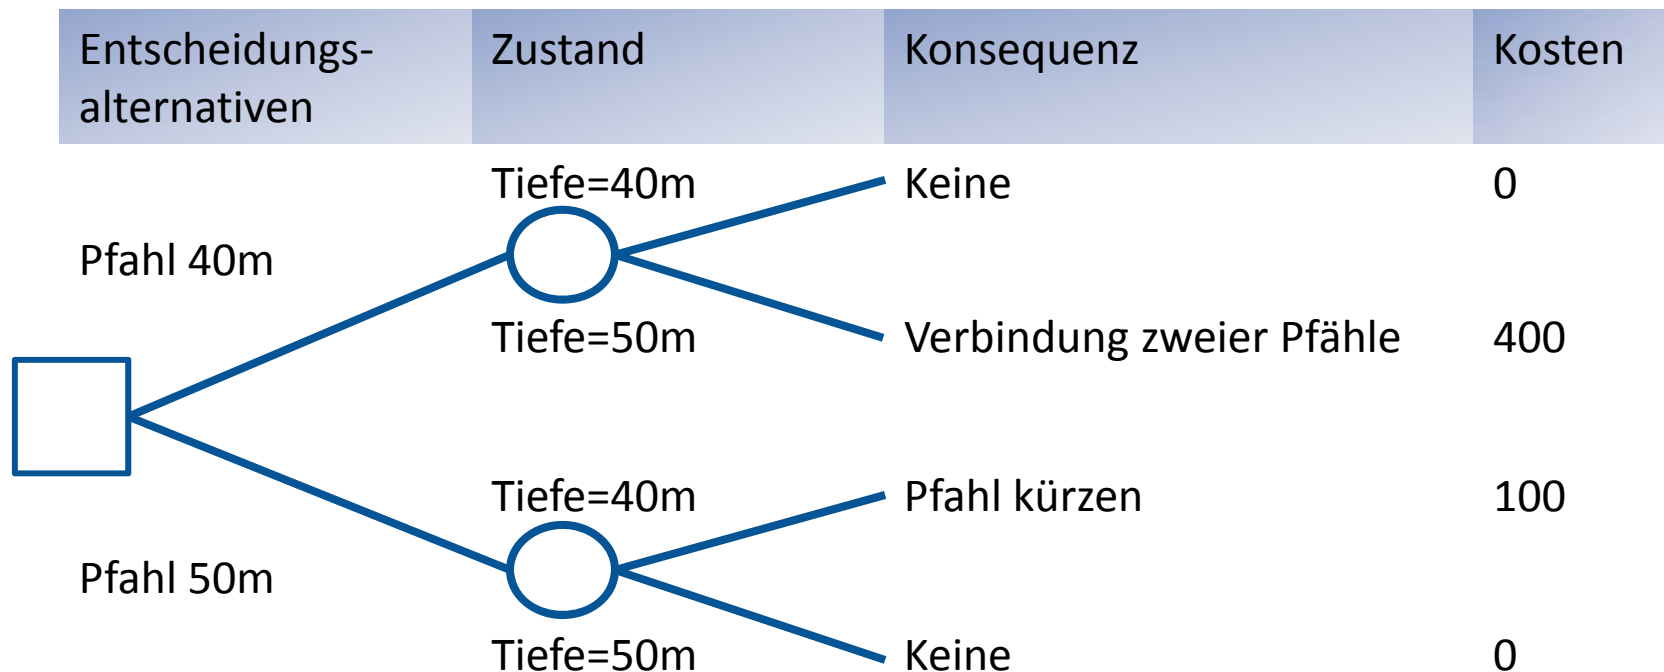 Entscheidungs-
alternativen
Zustand
Konsequenz
Kosten
Tiefe=40m
Keine
0
Pfahl 40m
Tiefe=50m
Verbindung zweier Pfähle
400
Tiefe=40m
Pfahl kürzen
100
Pfahl 50m
Tiefe=50m
Keine
0